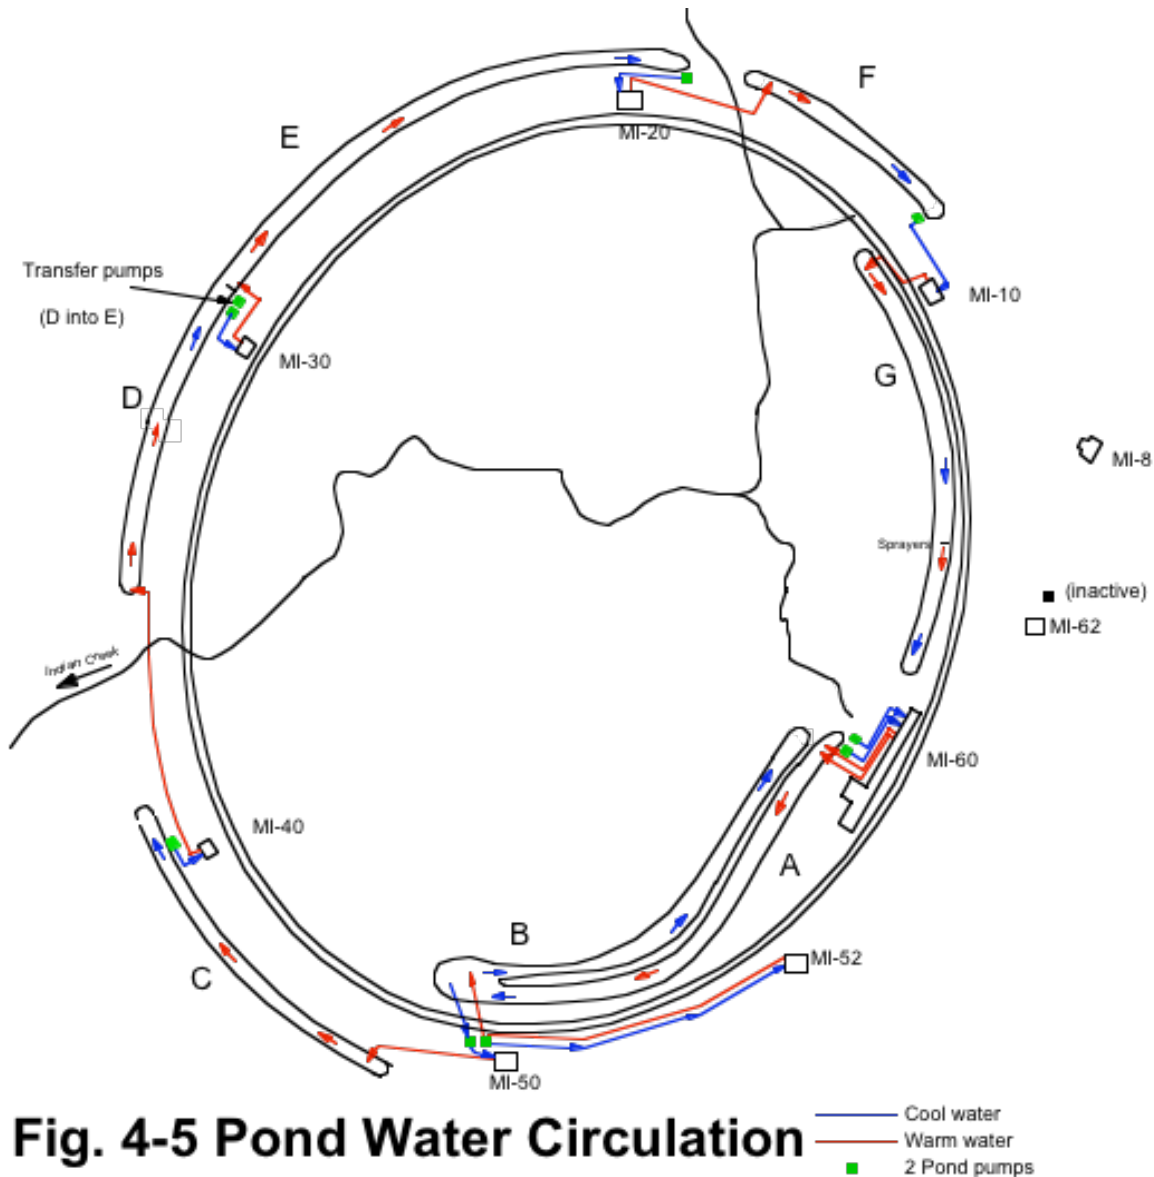 F
E
MI-20
Transfer pumps
(D into E)
MI-10
MI-30
G
D
MI-8
Sprayers
(inactive)
MI-62
Indian Creek
MI-60
MI-40
A
B
MI-52
C
MI-50
Fig. 4-5 Pond Water Circulation
Cool water
Warm water
2 Pond pumps